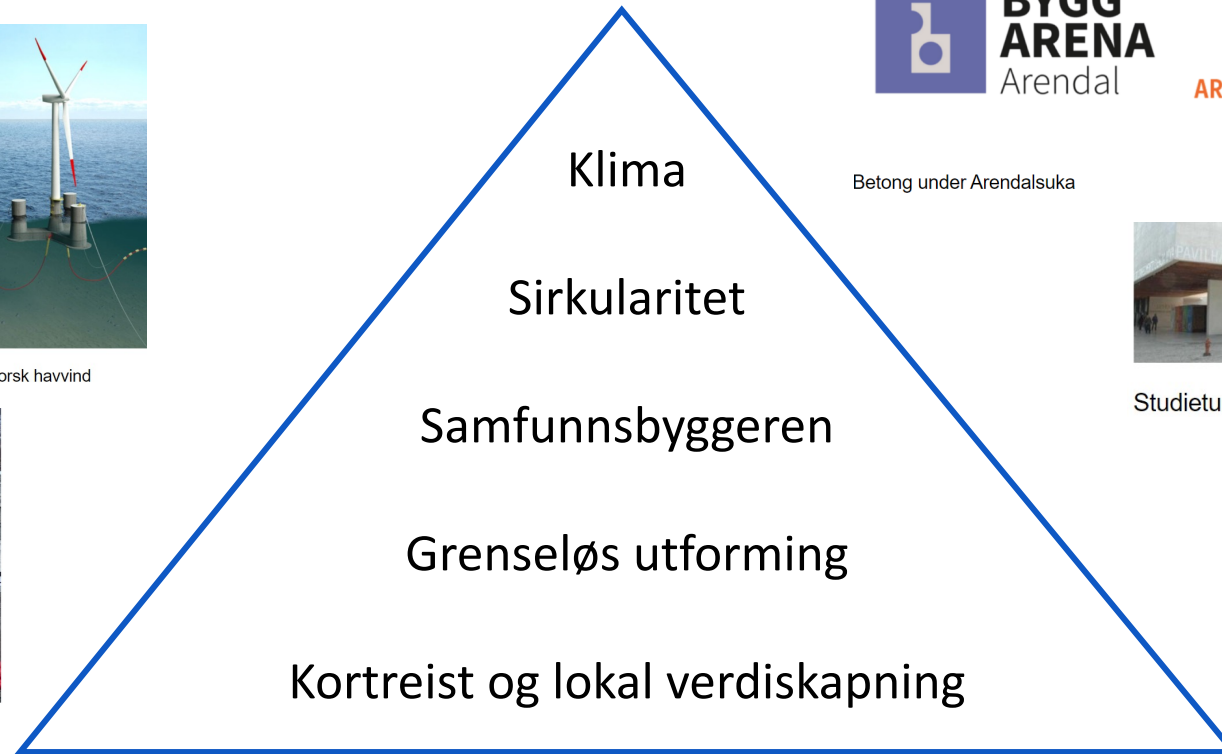 BYGG
ARENA
Arendal
AR
Klima
Betong under Arendalsuka
Sirkularitet
orsk havvind
Studietu
Samfunnsbyggeren
Grenseløs utforming
Kortreist og lokal verdiskapning